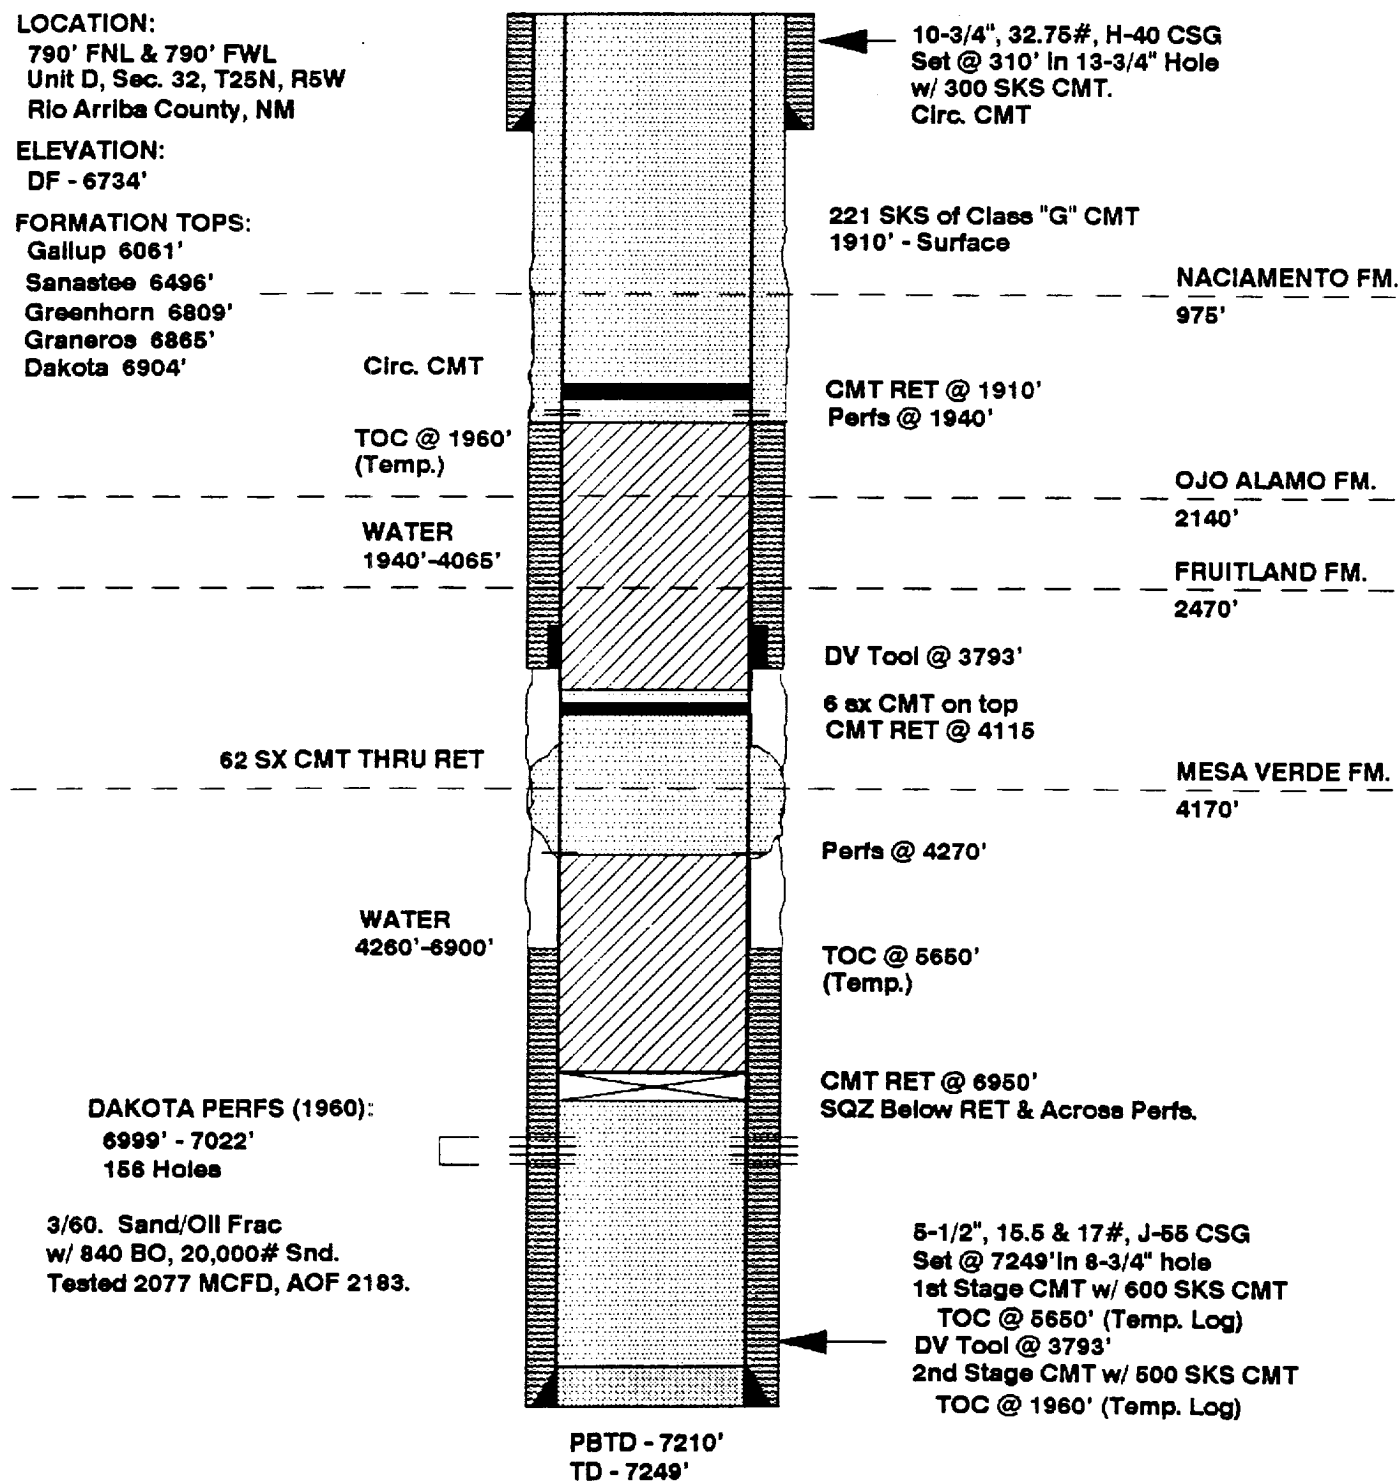 LOCATION:
790' FNL & 790' FWL
Unit D, Sec. 32, T25N, R5W
Rio Arriba County, NM
ELEVATION:
DF - 6734'
FORMATION TOPS:
Gallup 6061'
Sanastee 6496'
Greenhorn 6809'
Graneros 6865'
Dakota 6904'
10-3/4", 32.75#, H-40 CSG
Set @ 310' in 13-3/4" Hole
w/ 300 SKS CMT.
Circ. CMT
221 SKS of Class "G" CMT
1910' - Surface
NACIAMENTO FM.
975'
Circ. CMT
CMT RET @ 1910'
Perfs @ 1940'
TOC @ 1960'
(Temp.)
OJO ALAMO FM.
2140'
WATER
1940'-4065'
FRUITLAND FM.
2470'
DV Tool @ 3793'
6 sx CMT on top
CMT RET @ 4115
62 SX CMT THRU RET
MESA VERDE FM.
4170'
Perfs @ 4270'
WATER
4260'-6900'
TOC @ 5650'
(Temp.)
CMT RET @ 6950'
SQZ Below RET & Across Perfs.
DAKOTA PERFS (1960):
6999' - 7022'
156 Holes
3/60. Sand/Oil Frac
w/ 840 BO, 20,000# Snd.
Tested 2077 MCFD, AOF 2183.
5-1/2", 15.5 & 17#, J-55 CSG
Set @ 7249'in 8-3/4" hole
1st Stage CMT w/ 600 SKS CMT
TOC @ 5650' (Temp. Log)
DV Tool @ 3793'
2nd Stage CMT w/ 500 SKS CMT
TOC @ 1960' (Temp. Log)
PBTD - 7210'
TD - 7249'